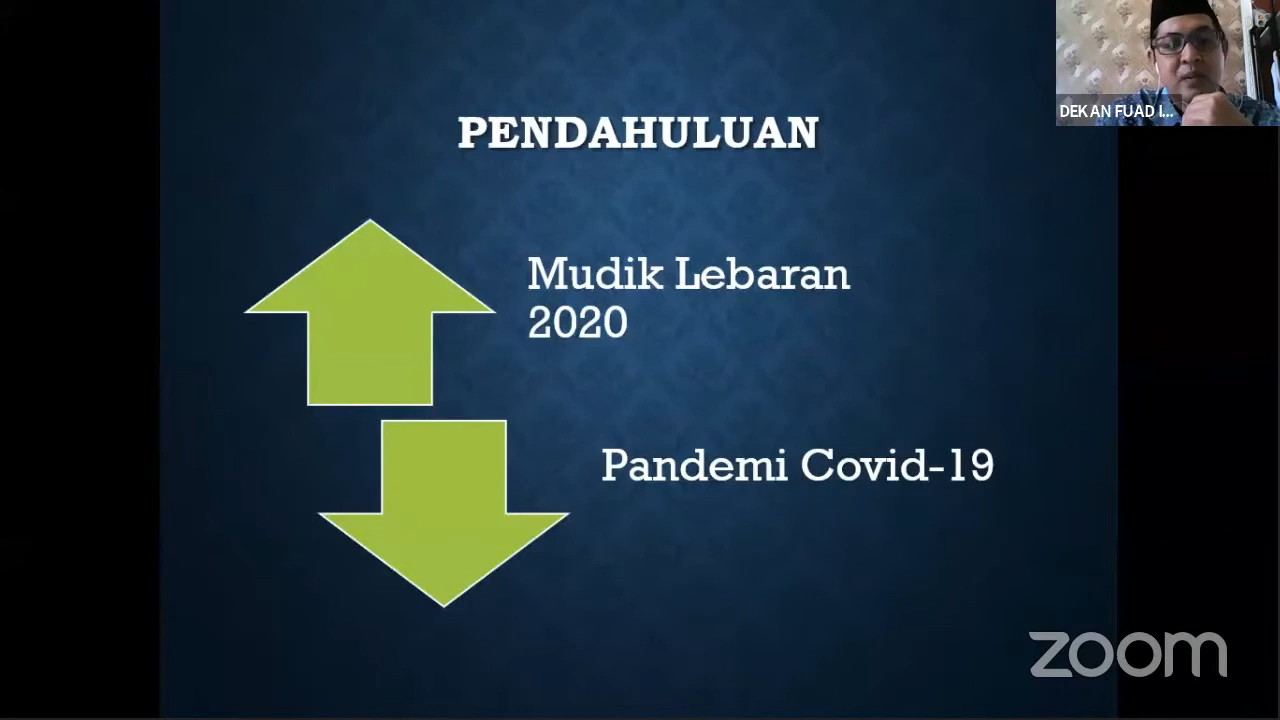 PENDAHULUAN
DEKAN FUAD I...
Mudik Lebaran
2020
Pandemi Covid-19
zoom